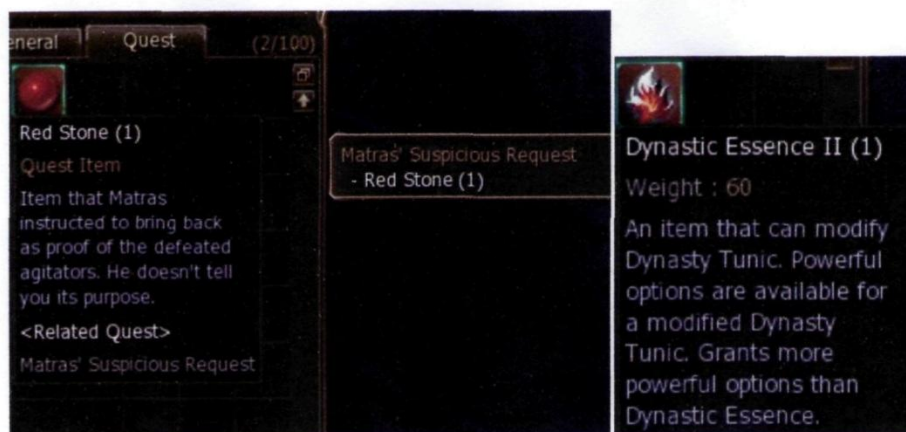 eneral
Quest
(2/100)
Red Stone (1)
Quest Item
Item that Matras
instructed to bring back
as proof of the defeated
agitators. He doesn't tell
you its purpose.
<Related Quest>
Matras' Suspicious Request
Matras' Suspicious Request
- Red Stone (1)
Dynastic Essence II (1)
Weight : 60
An item that can modify
Dynasty Tunic. Powerful
options are available for
a modified Dynasty
Tunic. Grants more
powerful options than
Dynastic Essence.